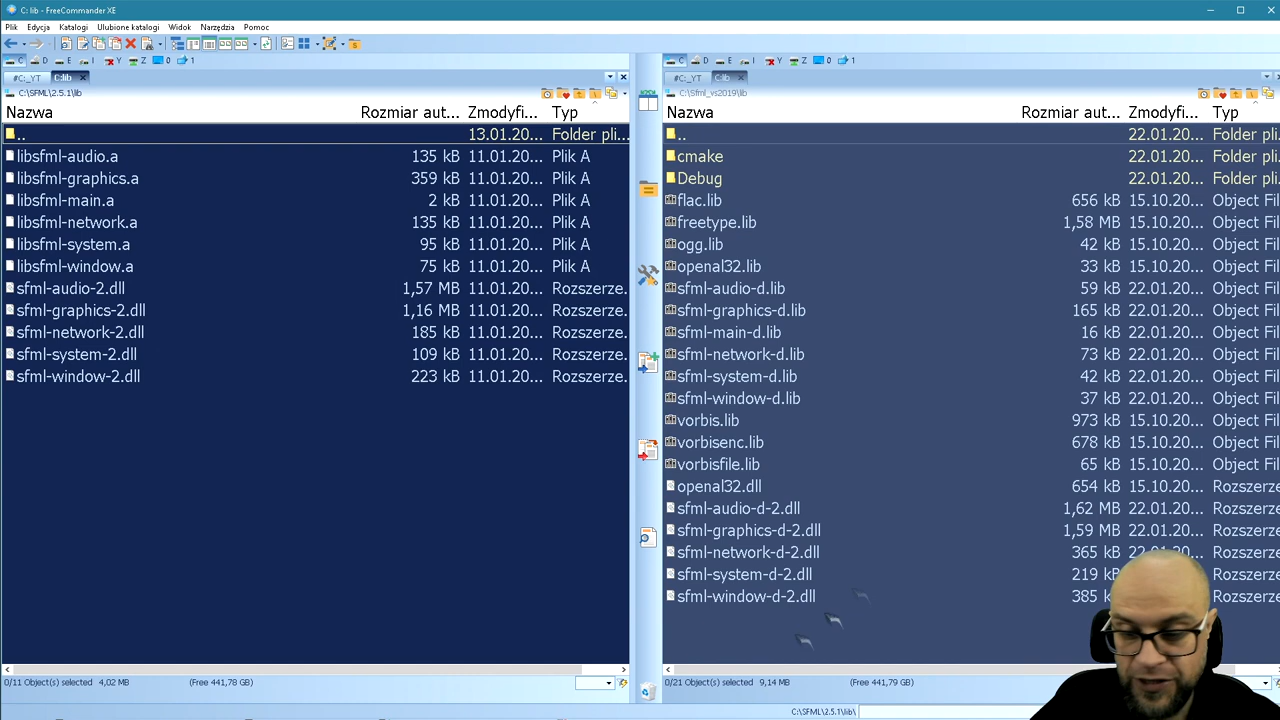 C: lib - FreeCommander XE
Plik Edycja Katalogi Ulubione katalogi Widok Narzędzia Pomoc
C D E I Y Z 0 1
#C:_YT C:lib
C:\SFML\2.5.1\lib
Nazwa Rozmiar aut... Zmodyfi... Typ
.. 13.01.20... Folder pli...
libsfml-audio.a 135 kB 11.01.20... Plik A
libsfml-graphics.a 359 kB 11.01.20... Plik A
libsfml-main.a 2 kB 11.01.20... Plik A
libsfml-network.a 135 kB 11.01.20... Plik A
libsfml-system.a 95 kB 11.01.20... Plik A
libsfml-window.a 75 kB 11.01.20... Plik A
sfml-audio-2.dll 1,57 MB 11.01.20... Rozszerze.
sfml-graphics-2.dll 1,16 MB 11.01.20... Rozszerze.
sfml-network-2.dll 185 kB 11.01.20... Rozszerze.
sfml-system-2.dll 109 kB 11.01.20... Rozszerze.
sfml-window-2.dll 223 kB 11.01.20... Rozszerze.
0/11 Object(s) selected 4,02 MB (Free 441,78 GB)
C D E I Y Z 0 1
#C:_YT C:lib
C:\Sfml_vs2019\lib
Nazwa Rozmiar aut... Zmodyfi... Typ
.. 22.01.20... Folder pli.
cmake 22.01.20... Folder pli.
Debug 22.01.20... Folder pli.
flac.lib 656 kB 15.10.20... Object Fil
freetype.lib 1,58 MB 15.10.20... Object Fil
ogg.lib 42 kB 15.10.20... Object Fil
openal32.lib 33 kB 15.10.20... Object Fil
sfml-audio-d.lib 59 kB 22.01.20... Object Fil
sfml-graphics-d.lib 165 kB 22.01.20... Object Fil
sfml-main-d.lib 16 kB 22.01.20... Object Fil
sfml-network-d.lib 73 kB 22.01.20... Object Fil
sfml-system-d.lib 42 kB 22.01.20... Object Fil
sfml-window-d.lib 37 kB 22.01.20... Object Fil
vorbis.lib 973 kB 15.10.20... Object Fil
vorbisenc.lib 678 kB 15.10.20... Object Fil
vorbisfile.lib 65 kB 15.10.20... Object Fil
openal32.dll 654 kB 15.10.20... Rozszerze
sfml-audio-d-2.dll 1,62 MB 22.01.20... Rozszerze
sfml-graphics-d-2.dll 1,59 MB 22.01.20... Rozszerze
sfml-network-d-2.dll 365 kB 22.01.20... Rozszerze
sfml-system-d-2.dll 219 kB Rozszerze
sfml-window-d-2.dll 385 Rozszerze
0/21 Object(s) selected 9,14 MB (Free 441,79 GB)
C:\SFML\2.5.1\lib\